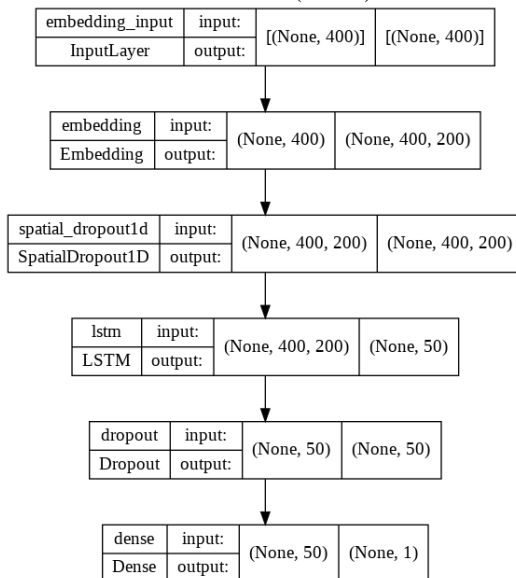 embedding_input input: [(None, 400)] [(None, 400)]
InputLayer output:
embedding input: (None, 400) (None, 400, 200)
Embedding output:
spatial_dropout1d input: (None, 400, 200) (None, 400, 200)
SpatialDropout1D output:
lstm input: (None, 400, 200) (None, 50)
LSTM output:
dropout input: (None, 50) (None, 50)
Dropout output:
dense input: (None, 50) (None, 1)
Dense output: